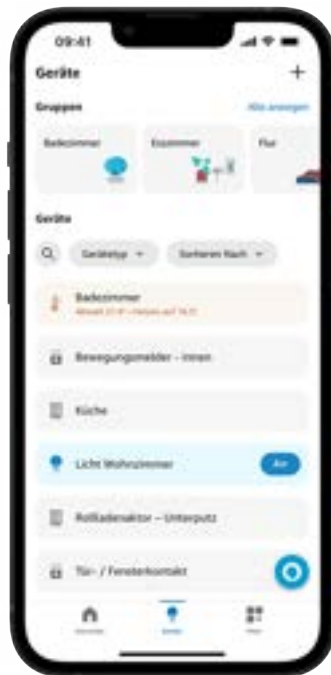 09:41
Geräte
Gruppen
Alle anzeigen
Badezimmer
Esszimmer
Flur
Geräte
Gerätetyp
Sortieren Nach
Badezimmer
Bewegungsmelder - Innen
Küche
Licht Wohnzimmer
An
Rollladenaktor – Unterputz
Tür- / Fensterkontakt